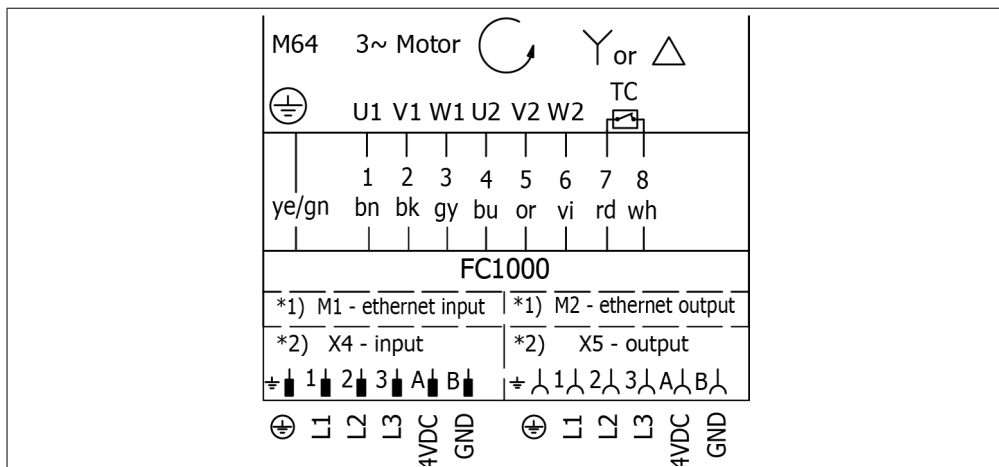 M64 3~ Motor Y or △
TC
U1 V1 W1 U2 V2 W2
1 2 3 4 5 6 7 8
ye/gn bn bk gy bu or vi rd wh
FC1000
*1) M1 - ethernet input *1) M2 - ethernet output
*2) X4 - input *2) X5 - output
1 2 3 A B 1 2 3 A B
L1 L2 L3 4VDC GND L1 L2 L3 4VDC GND